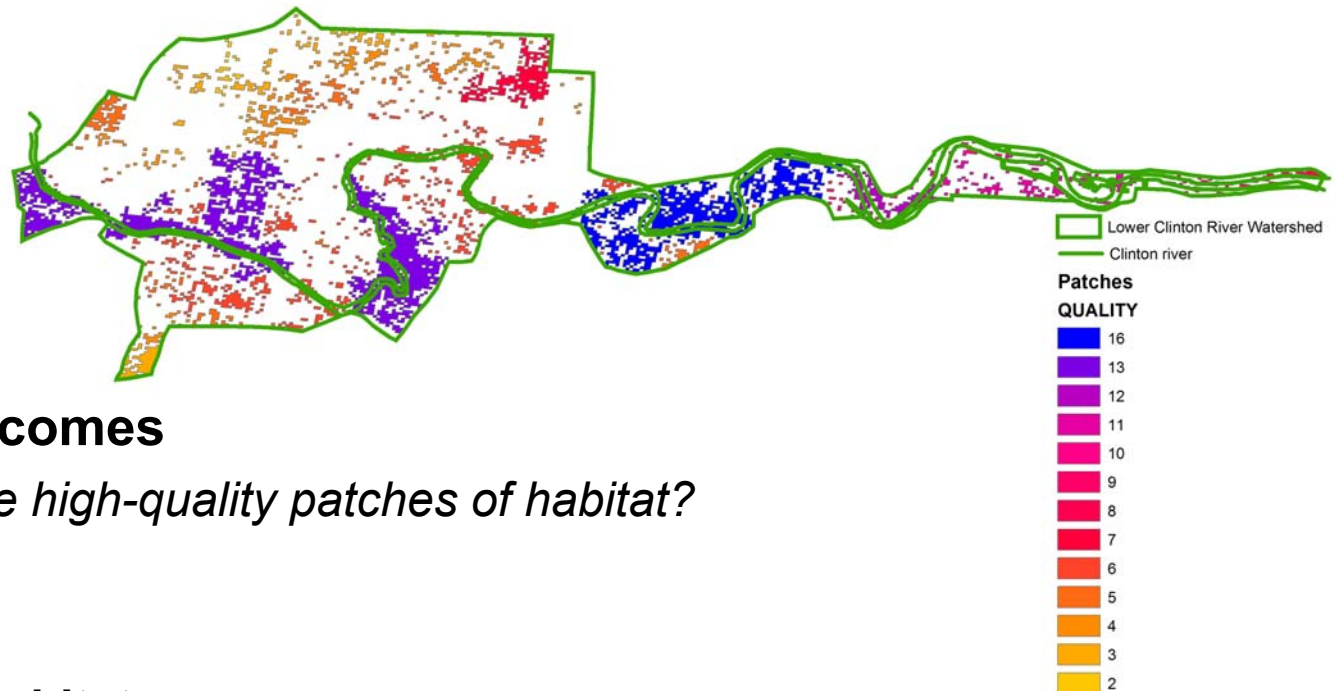 Lower Clinton River Watershed
Clinton river
Patches
QUALITY
16
13
12
11
10
9
8
7
6
5
4
3
2
comes
high-quality patches of habitat?